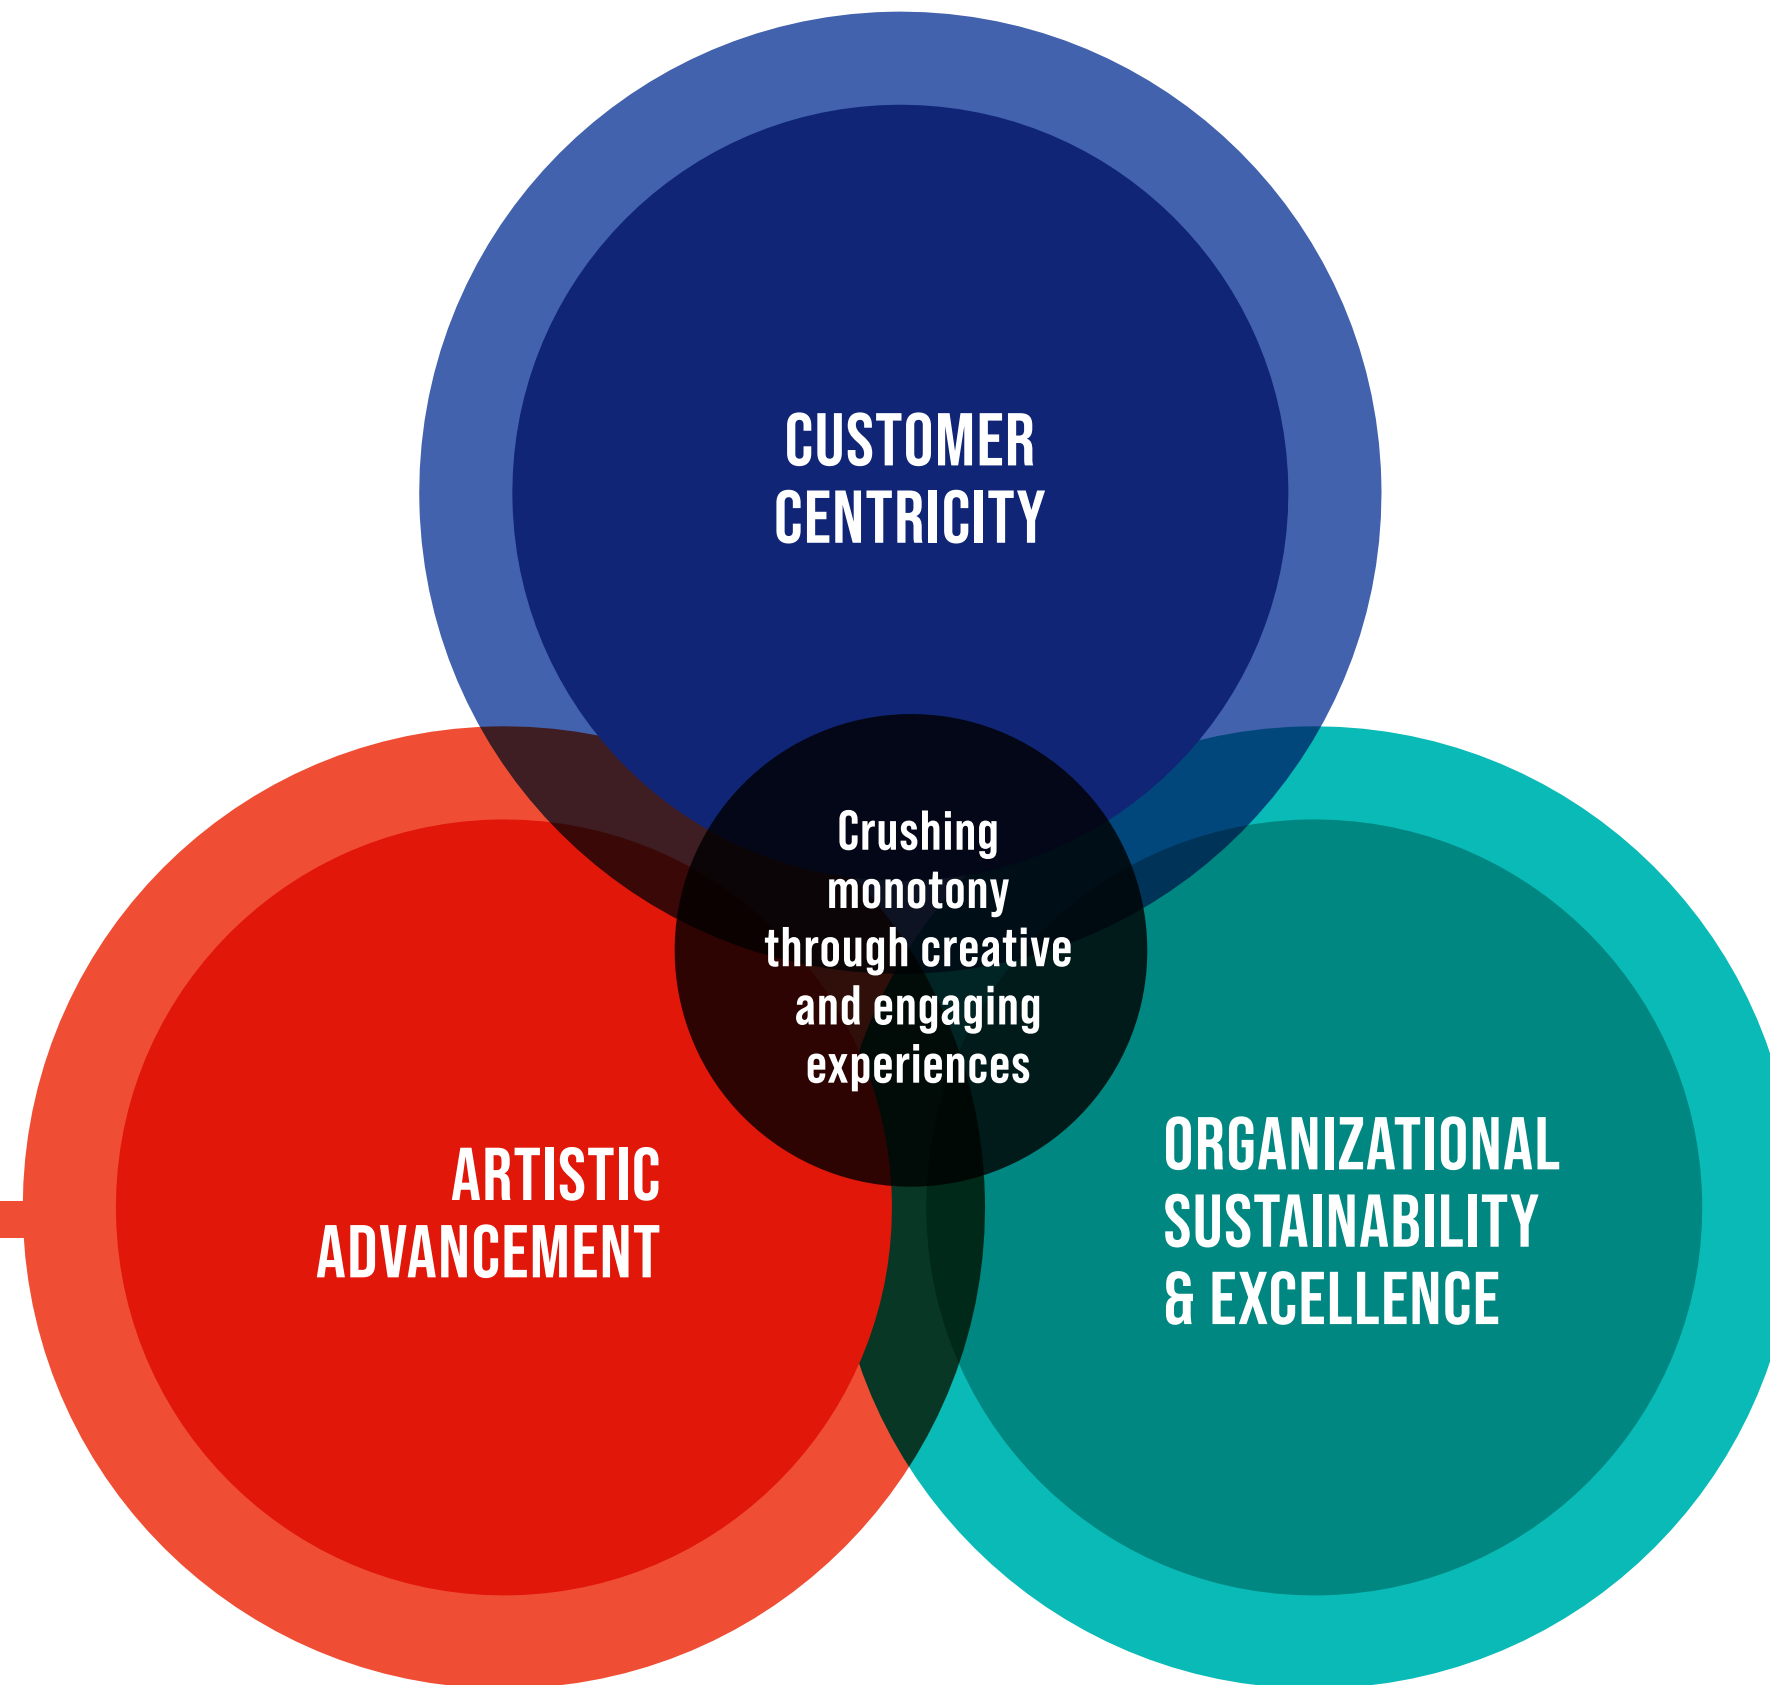 CUSTOMER
CENTRICITY
Crushing
monotony
through creative
and engaging
experiences
ARTISTIC
ADVANCEMENT
ORGANIZATIONAL
SUSTAINABILITY
& EXCELLENCE